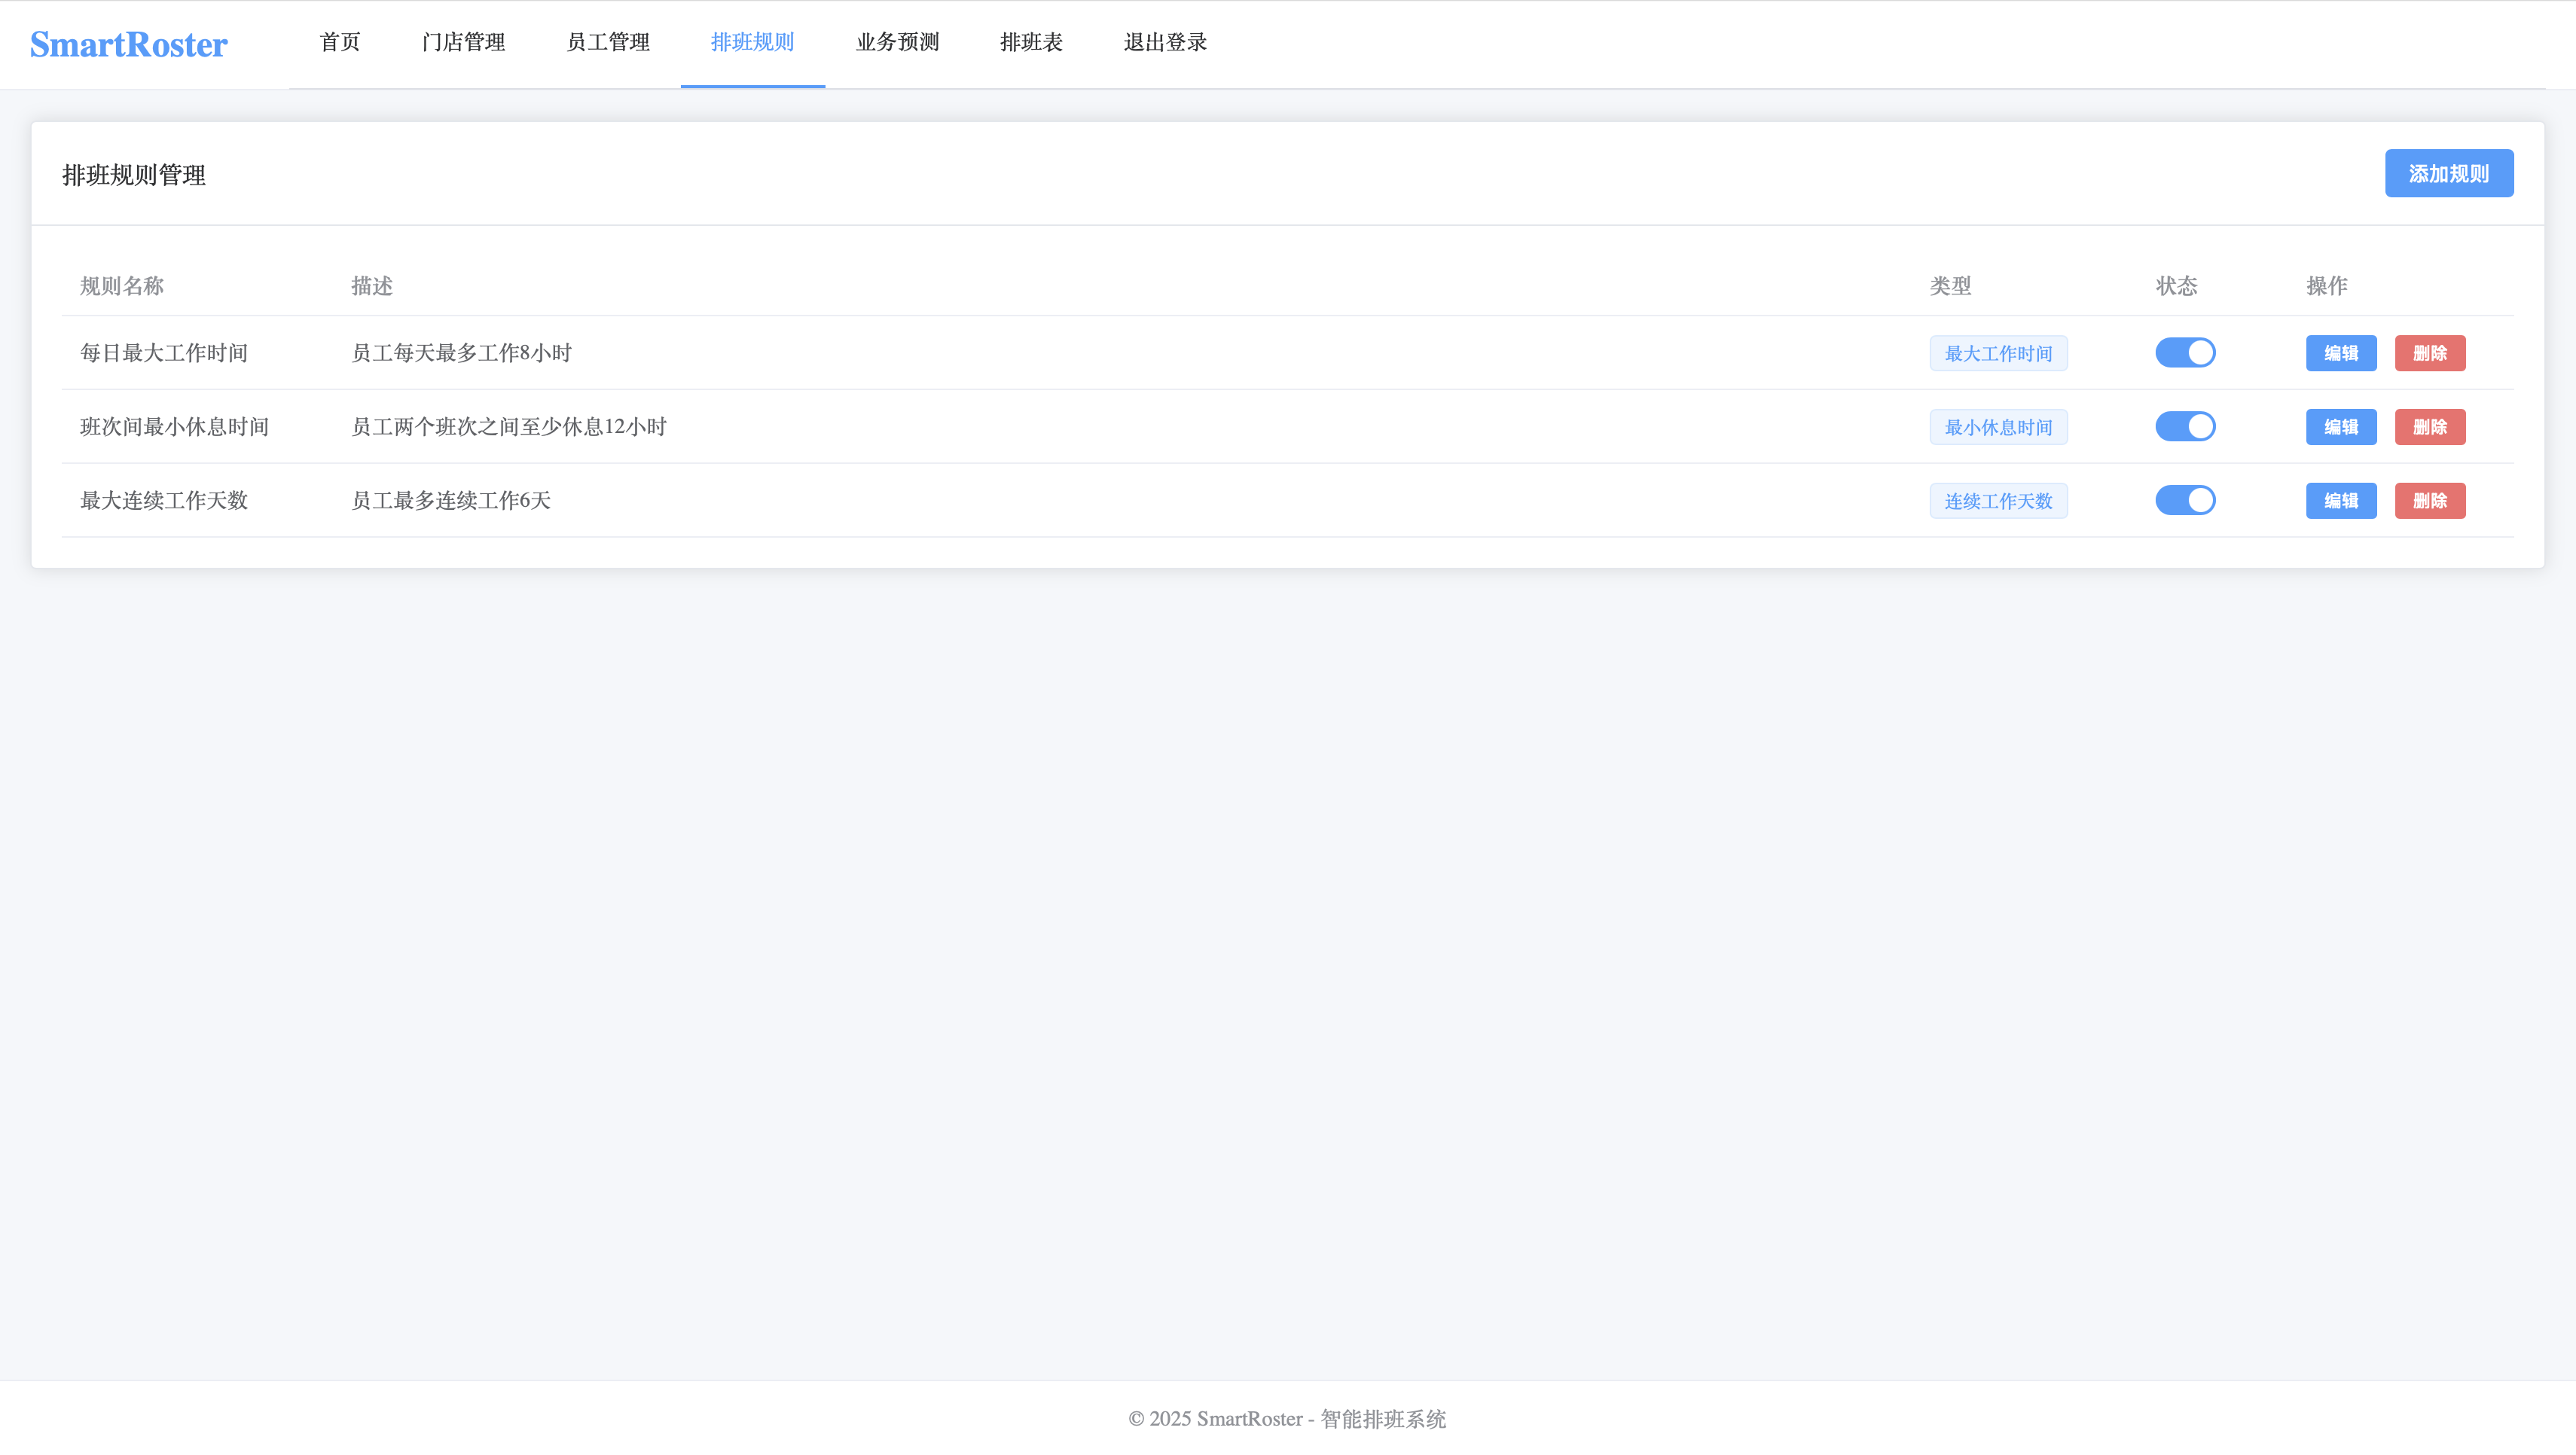 SmartRoster 首页 门店管理 员工管理 排班规则 业务预测 排班表 退出登录
排班规则管理 添加规则
规则名称 描述 类型 状态 操作
每日最大工作时间 员工每天最多工作8小时 最大工作时间 编辑 删除
班次间最小休息时间 员工两个班次之间至少休息12小时 最小休息时间 编辑 删除
最大连续工作天数 员工最多连续工作6天 连续工作天数 编辑 删除
© 2025 SmartRoster - 智能排班系统